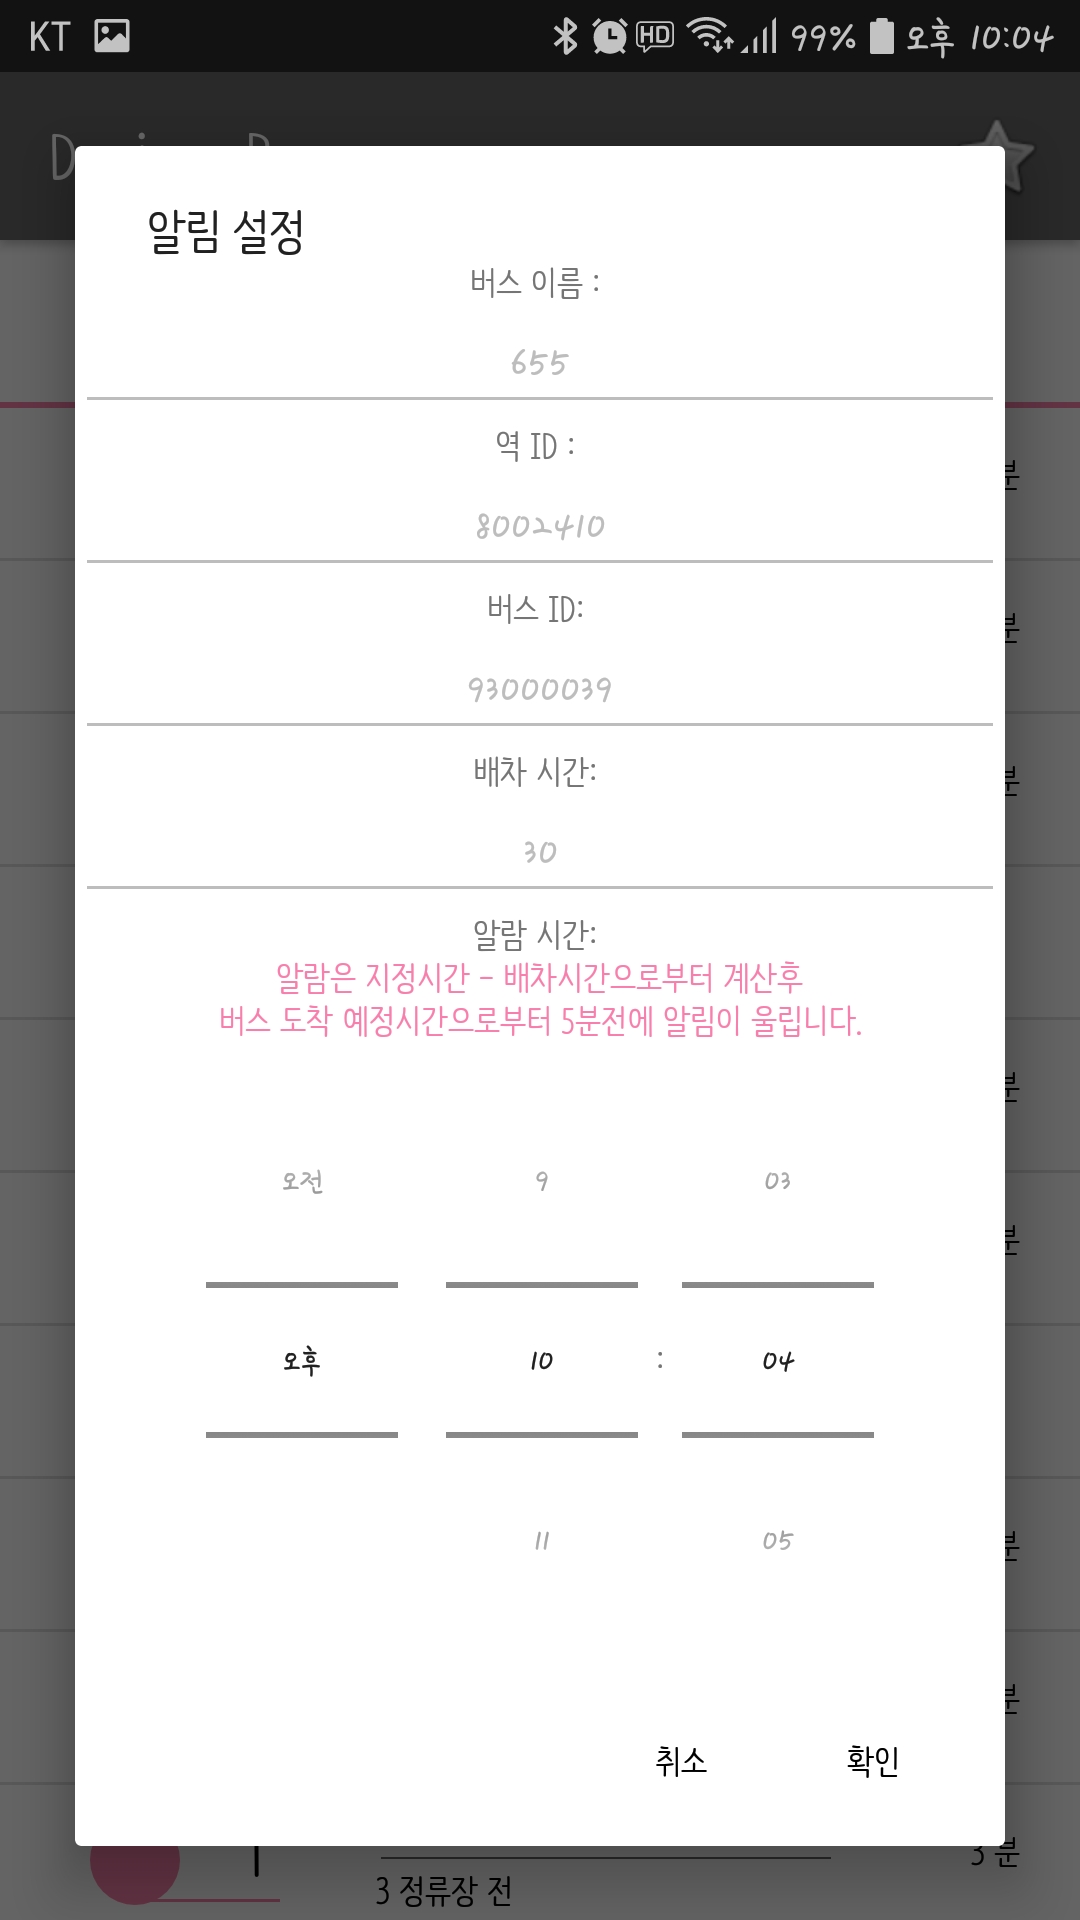 KT HD 99% 오후 10:04
알림 설정
버스 이름 :
655
역 ID :
8002410
버스 ID:
93000039
배차 시간:
30
알람 시간:
알람은 지정시간 - 배차시간으로부터 계산후
버스 도착 예정시간으로부터 5분전에 알림이 울립니다.
오전 9 03
오후 10 : 04
11 05
취소 확인
1 3 분
3 정류장 전